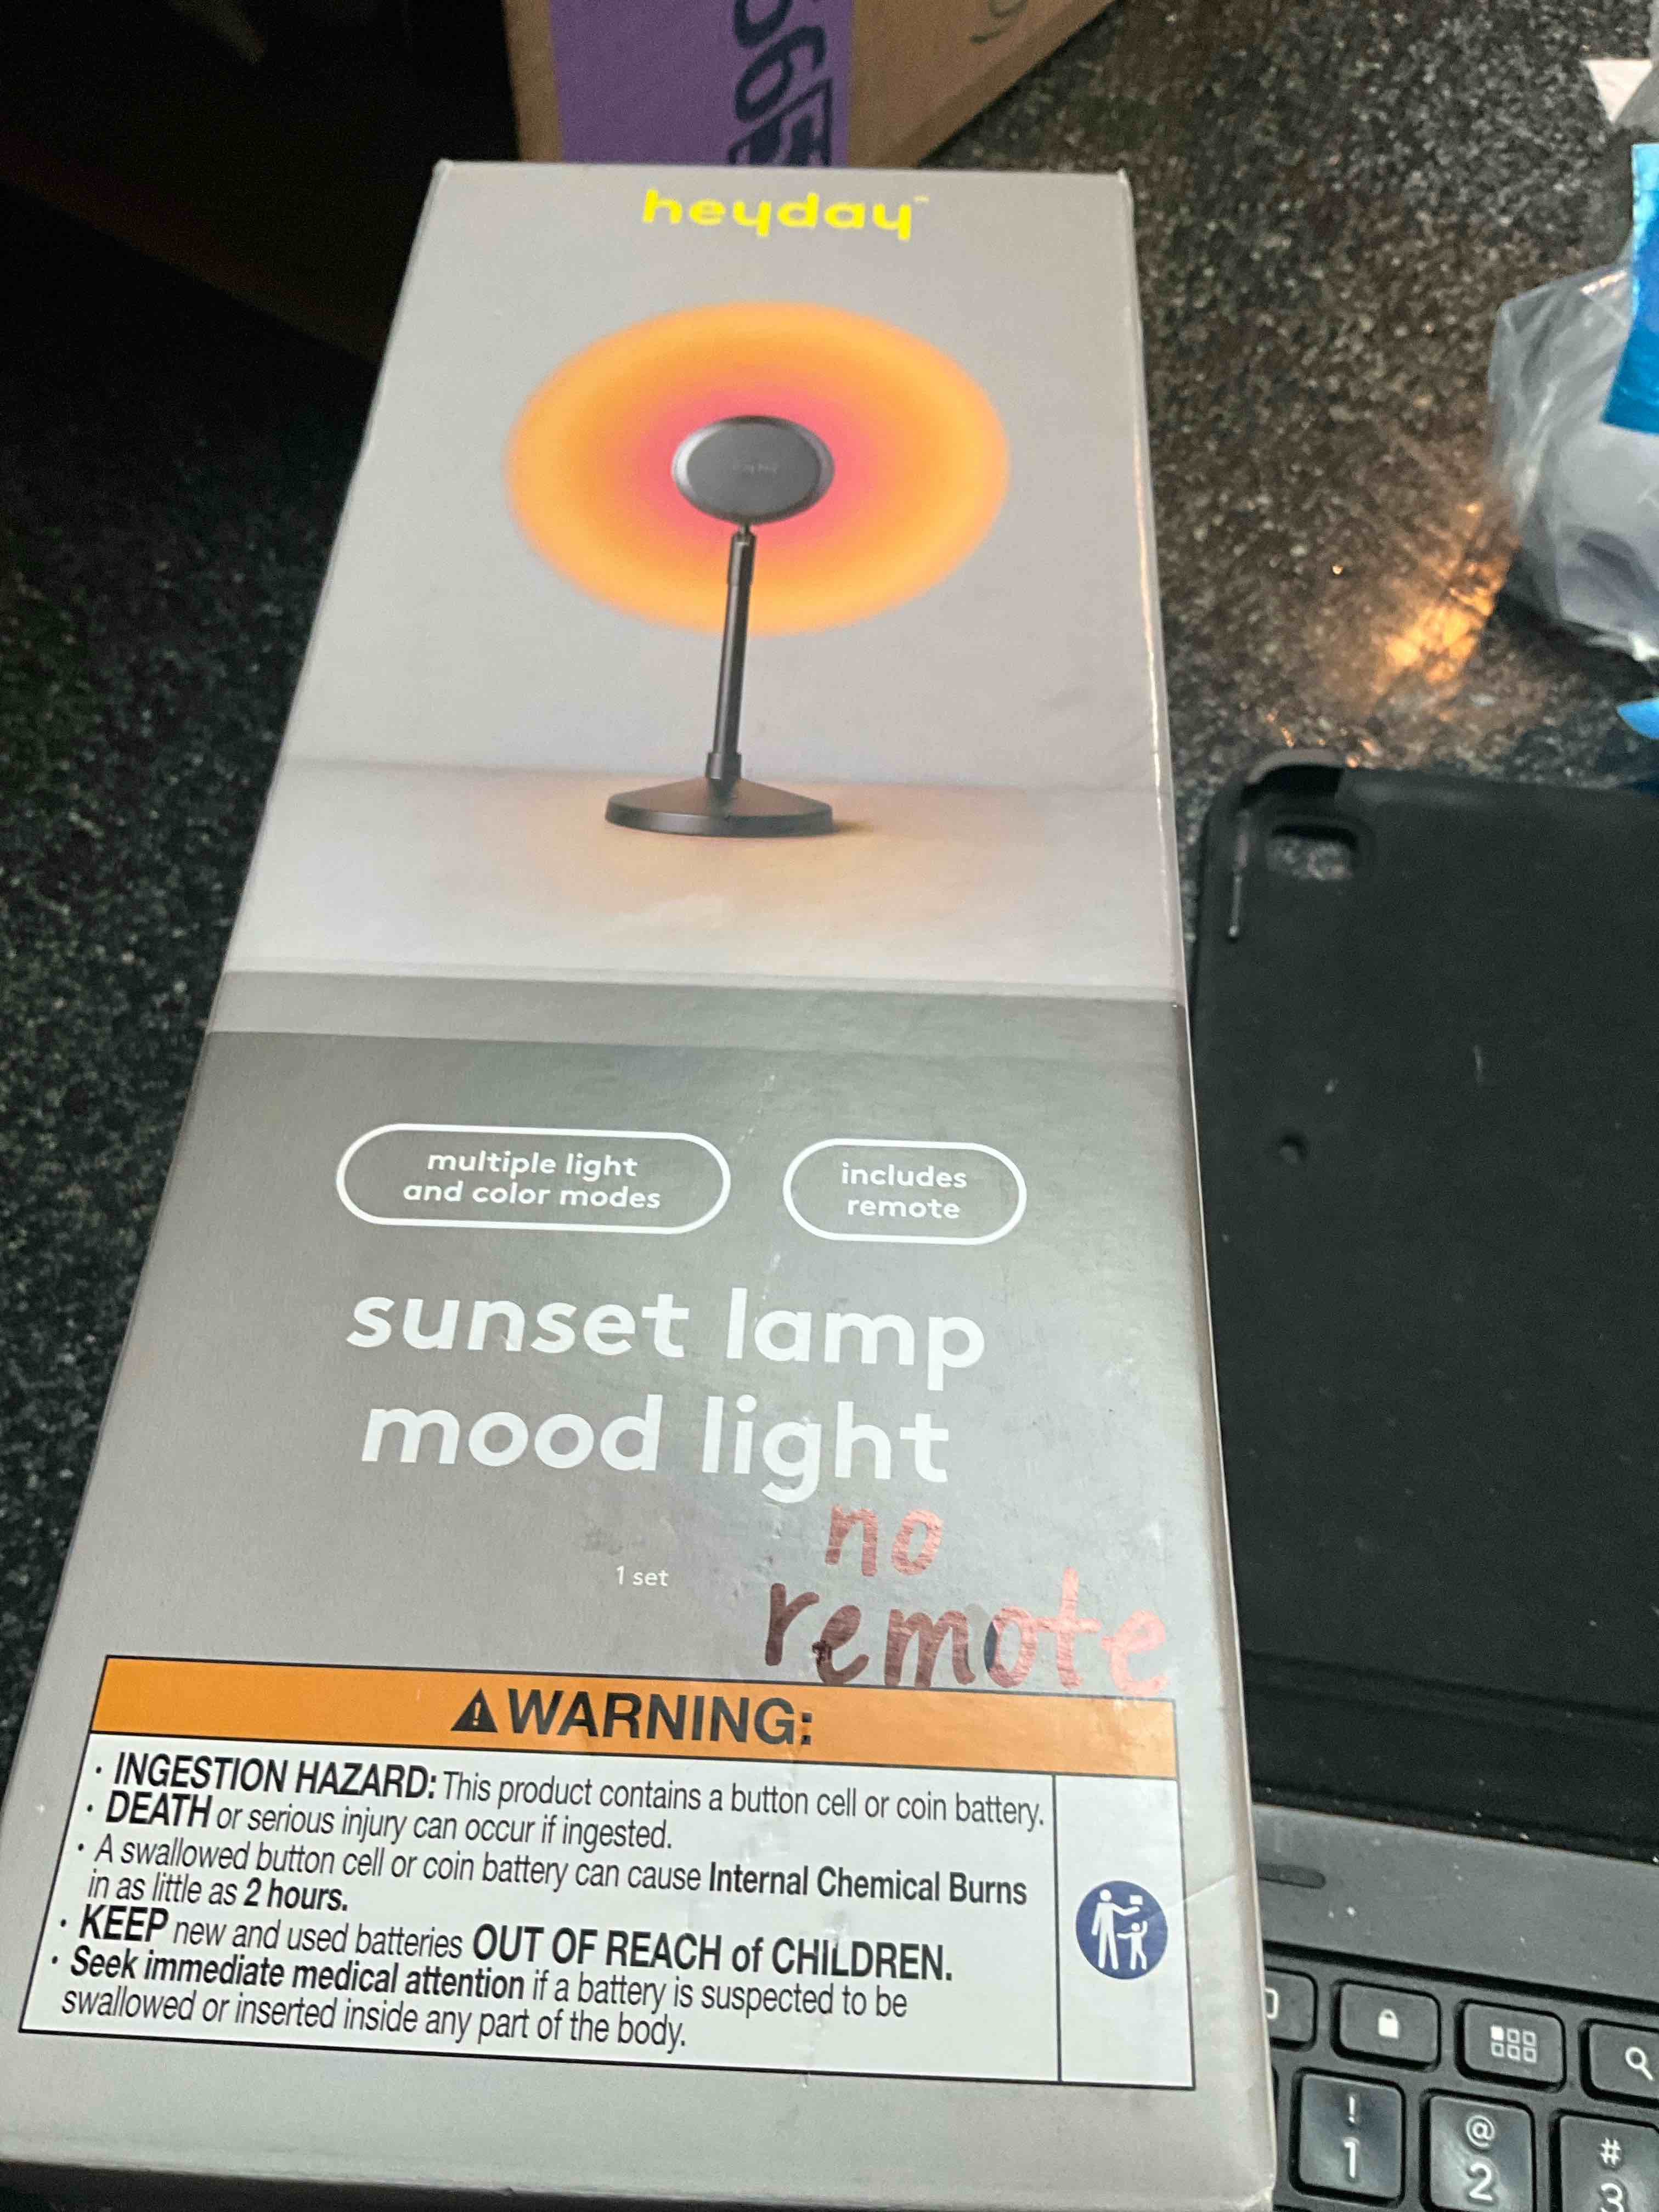 heyday™
multiple light
and color modes
includes
remote
sunset lamp
mood light
no
remote
1 set
⚠WARNING:
· INGESTION HAZARD: This product contains a button cell or coin battery.
· DEATH or serious injury can occur if ingested.
· A swallowed button cell or coin battery can cause Internal Chemical Burns
in as little as 2 hours.
· KEEP new and used batteries OUT OF REACH of CHILDREN.
· Seek immediate medical attention if a battery is suspected to be
swallowed or inserted inside any part of the body.
!
1
@
2
#
3